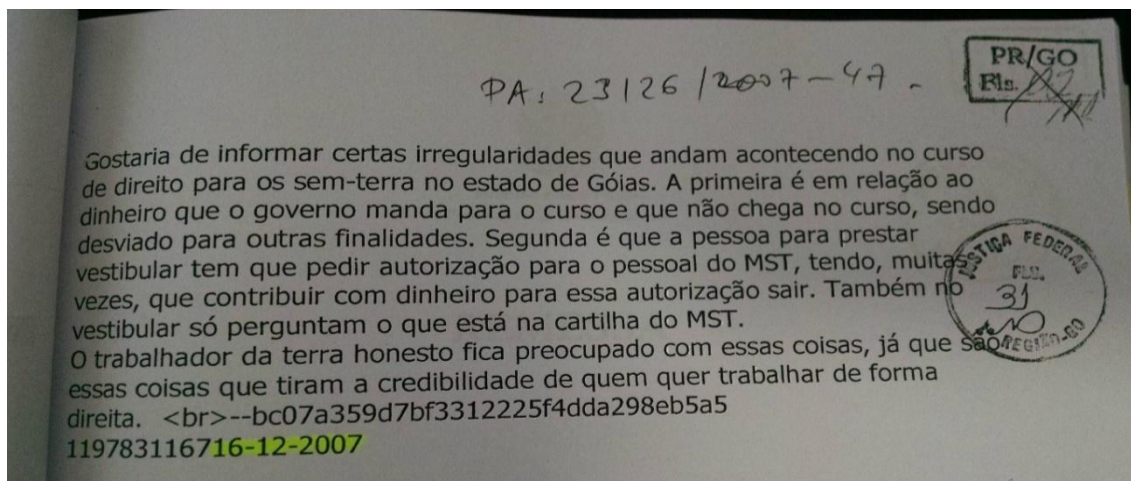 PA: 23126/2007-47 -
PR/GO
Fls.
Gostaria de informar certas irregularidades que andam acontecendo no curso
de direito para os sem-terra no estado de Góias. A primeira é em relação ao
dinheiro que o governo manda para o curso e que não chega no curso, sendo
desviado para outras finalidades. Segunda é que a pessoa para prestar
vestibular tem que pedir autorização para o pessoal do MST, tendo, muitas
vezes, que contribuir com dinheiro para essa autorização sair. Também no
vestibular só perguntam o que está na cartilha do MST.
O trabalhador da terra honesto fica preocupado com essas coisas, já que são
essas coisas que tiram a credibilidade de quem quer trabalhar de forma
direita. <br>--bc07a359d7bf3312225f4dda298eb5a5
119783116716-12-2007
JUSTIÇA FEDERAL
FLS.
31
REGIÃO-GO